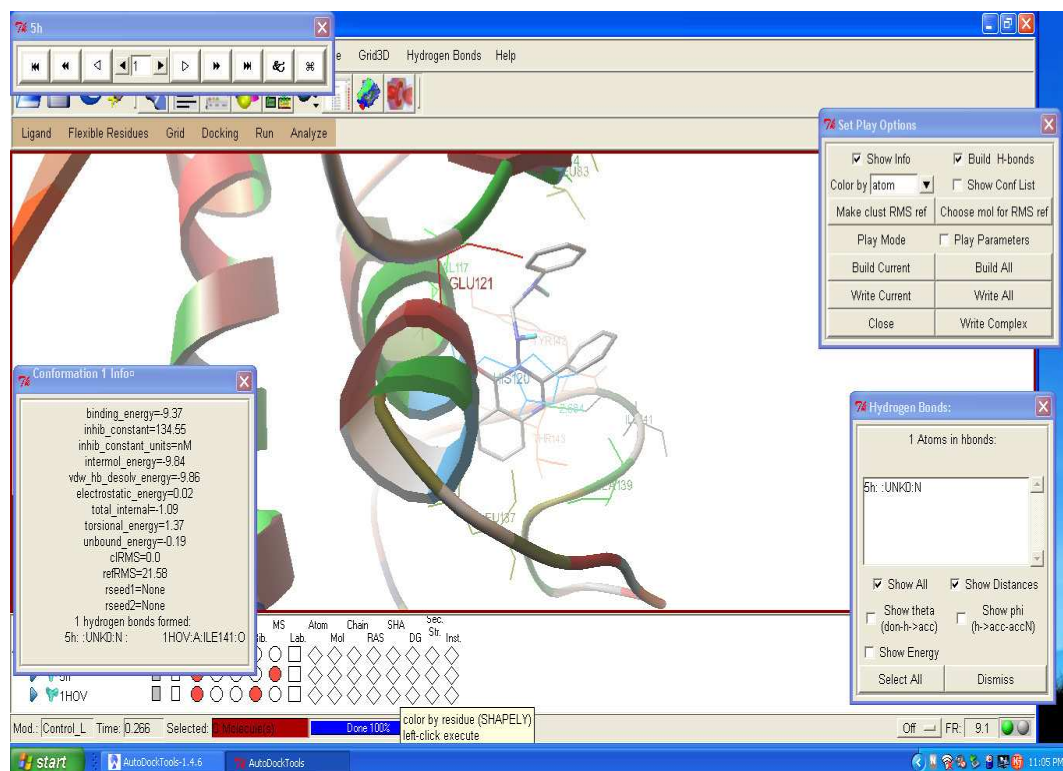 5h
1
e Grid3D Hydrogen Bonds Help
Ligand Flexible Residues Grid Docking Run Analyze
Set Play Options
Show Info Build H-bonds
Color by atom Show Conf List
Make clust RMS ref Choose mol for RMS ref
Play Mode Play Parameters
Build Current Build All
Write Current Write All
Close Write Complex
GLU121
HIS120
THR143
Conformation 1 Info¤
binding_energy=-9.37
inhib_constant=134.55
inhib_constant_units=nM
intermol_energy=-9.84
vdw_hb_desolv_energy=-9.86
electrostatic_energy=0.02
total_internal=-1.09
torsional_energy=1.37
unbound_energy=-0.19
clRMS=0.0
refRMS=21.58
rseed1=None
rseed2=None
1 hydrogen bonds formed:
5h: :UNK0:N : 1HOV:A:ILE141:O
Hydrogen Bonds:
1 Atoms in hbonds:
5h: :UNK0:N
Show All Show Distances
Show theta (don-h->acc) Show phi (h->acc-accN)
Show Energy
Select All Dismiss
MS Lab. Atom Mol Chain RAS SHA DG Sec. Str. Inst.
5h
1HOV
color by residue (SHAPELY)
left-click execute
Mod.: Control_L Time: 0.266 Selected: Done 100% Off FR: 9.1
start AutoDockTools-1.4.6 AutoDockTools 11:05 PM